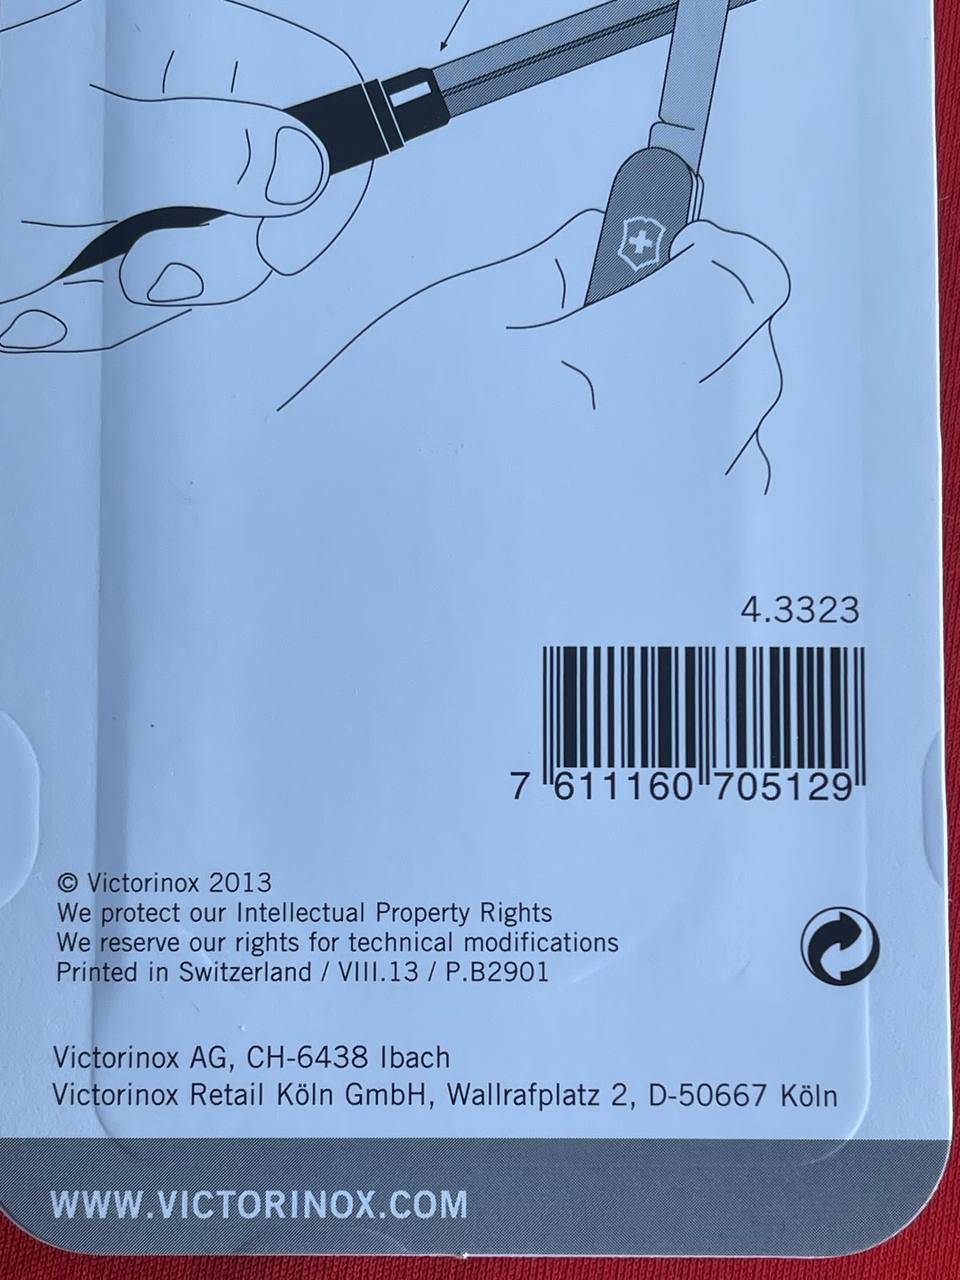 4.3323
7 611160 705129
© Victorinox 2013
We protect our Intellectual Property Rights
We reserve our rights for technical modifications
Printed in Switzerland / VIII.13 / P.B2901
Victorinox AG, CH-6438 Ibach
Victorinox Retail Köln GmbH, Wallrafplatz 2, D-50667 Köln
WWW.VICTORINOX.COM